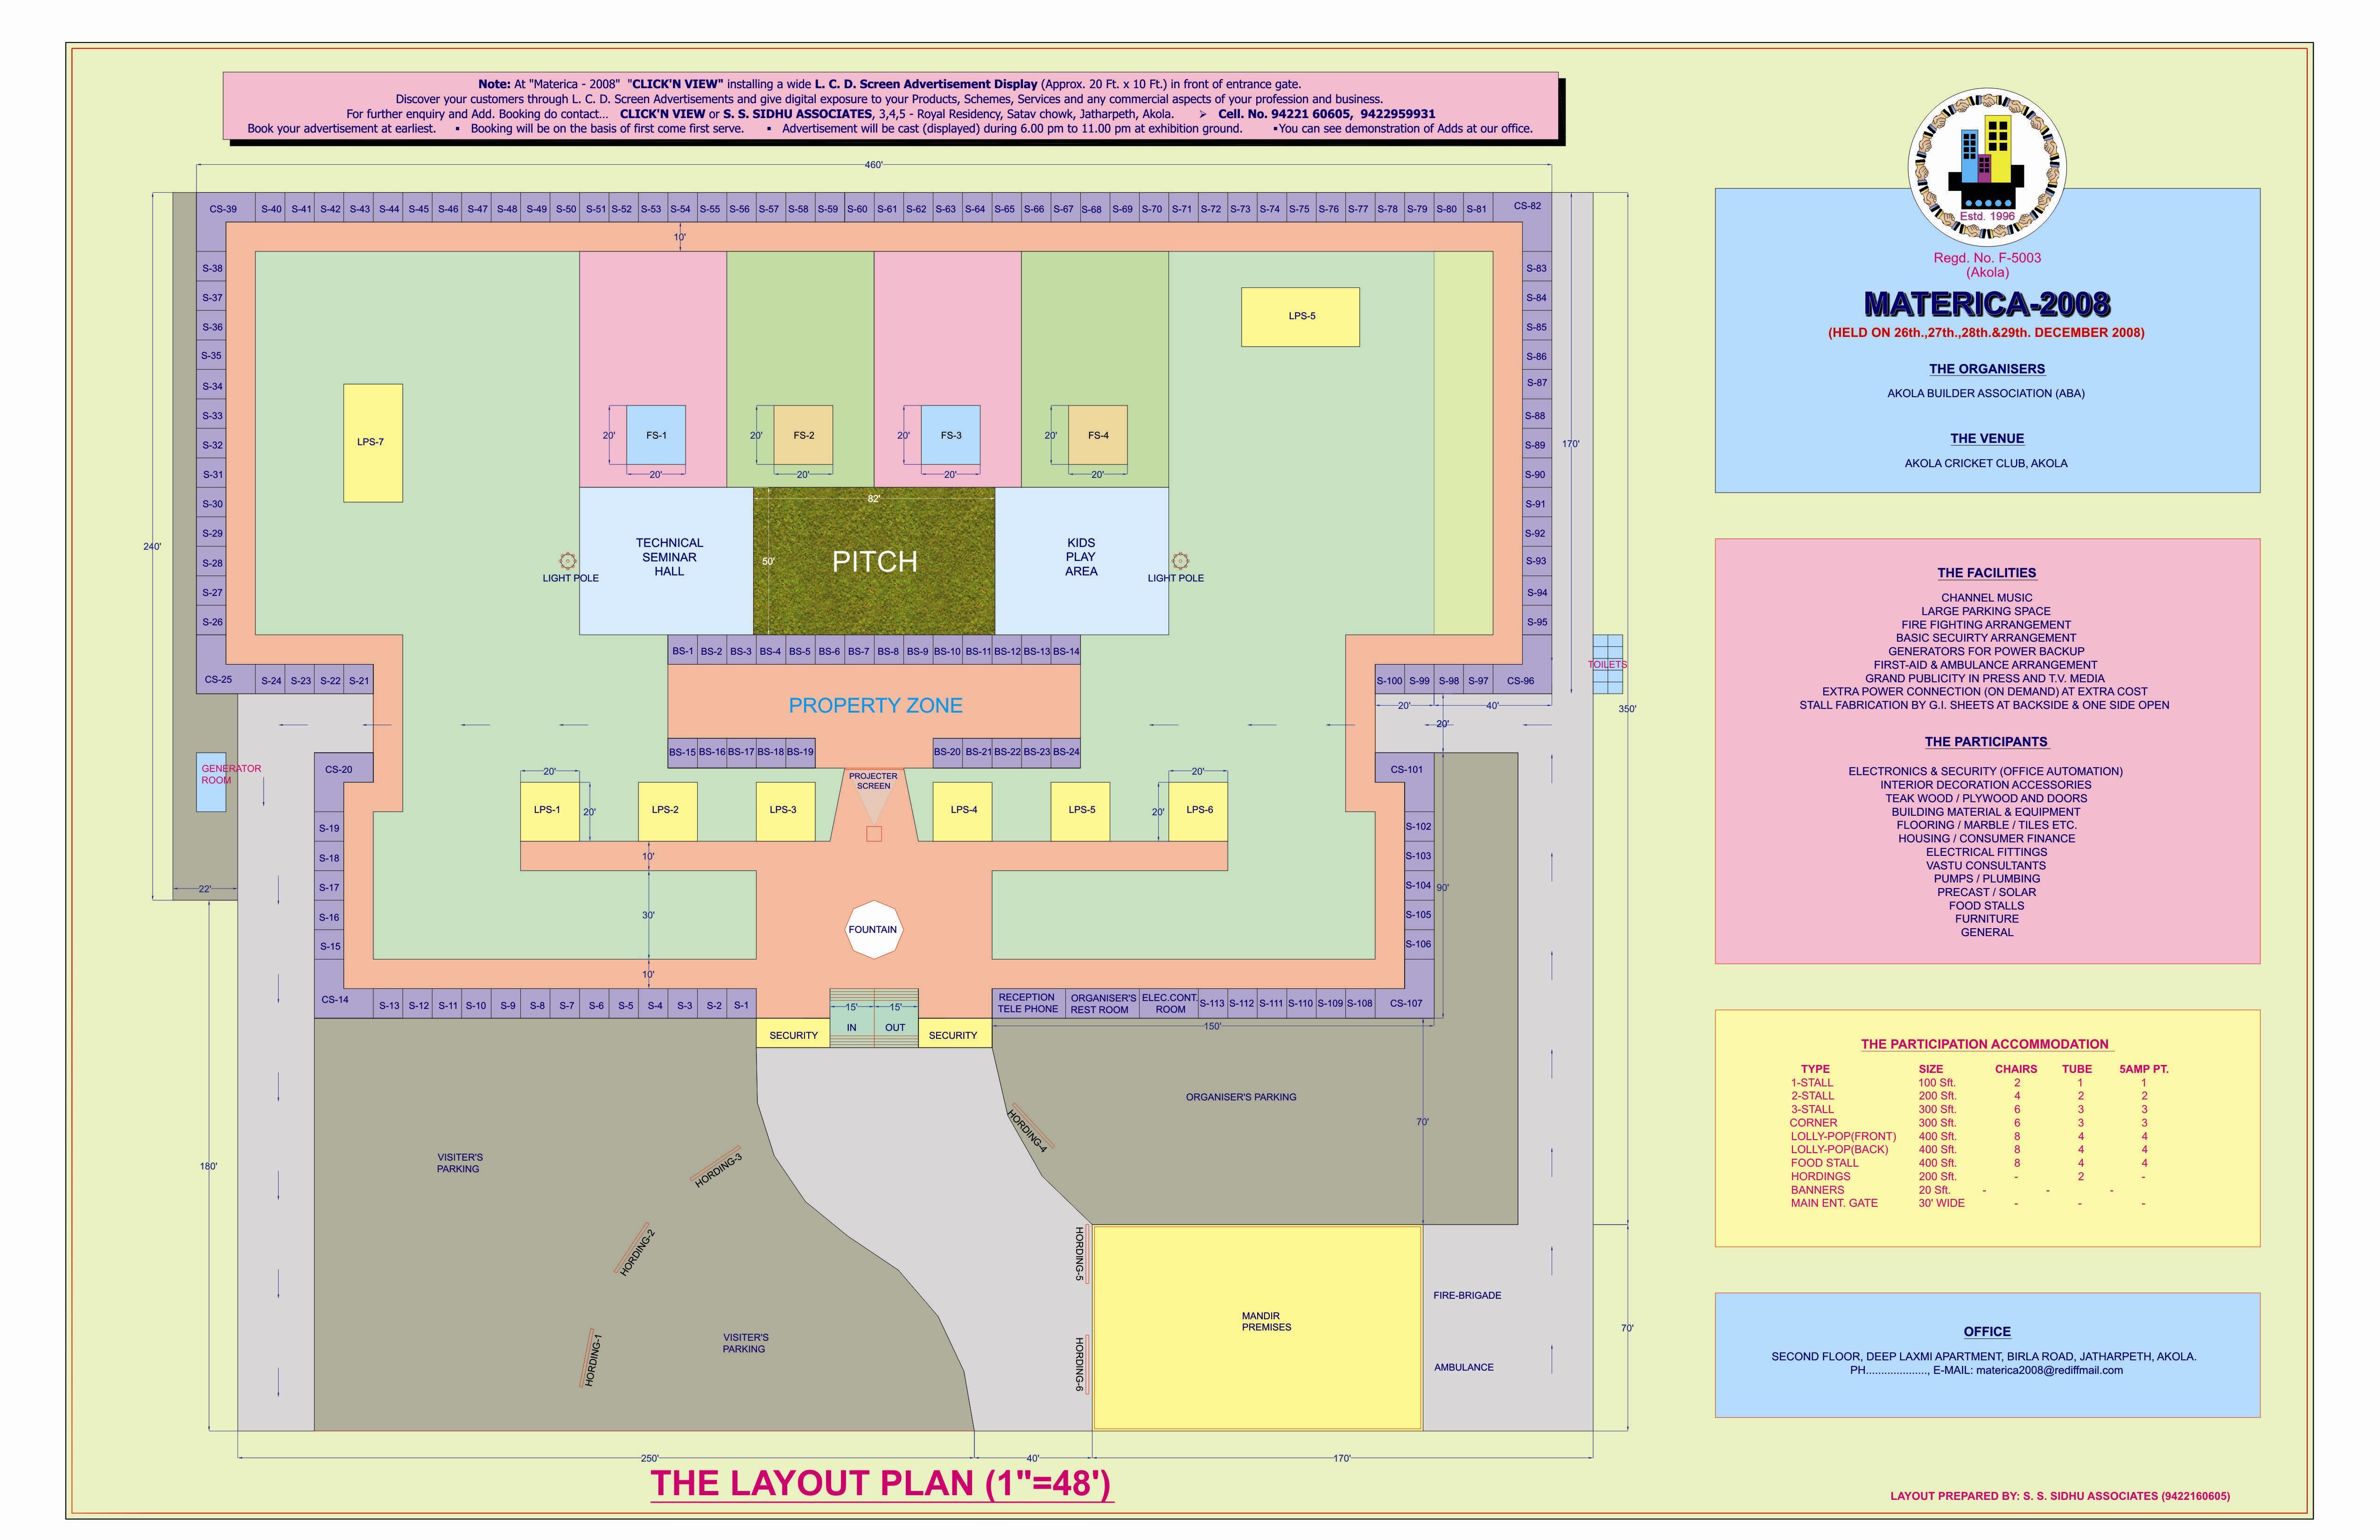 Note: At "Materica - 2008" "CLICK'N VIEW" installing a wide L. C. D. Screen Advertisement Display (Approx. 20 Ft. x 10 Ft.) in front of entrance gate.
Discover your customers through L. C. D. Screen Advertisements and give digital exposure to your Products, Schemes, Services and any commercial aspects of your profession and business.
For further enquiry and Add. Booking do contact... CLICK'N VIEW or S. S. SIDHU ASSOCIATES, 3,4,5 - Royal Residency, Satav chowk, Jatharpeth, Akola. ➢ Cell. No. 94221 60605, 9422959931
Book your advertisement at earliest. ▪ Booking will be on the basis of first come first serve. ▪ Advertisement will be cast (displayed) during 6.00 pm to 11.00 pm at exhibition ground. ▪You can see demonstration of Adds at our office.
460'
CS-39 S-40 S-41 S-42 S-43 S-44 S-45 S-46 S-47 S-48 S-49 S-50 S-51 S-52 S-53 S-54 S-55 S-56 S-57 S-58 S-59 S-60 S-61 S-62 S-63 S-64 S-65 S-66 S-67 S-68 S-69 S-70 S-71 S-72 S-73 S-74 S-75 S-76 S-77 S-78 S-79 S-80 S-81 CS-82
10'
S-38
S-37
S-36
S-35
S-34
S-33
S-32
S-31
S-30
S-29
S-28
S-27
S-26
CS-25 S-24 S-23 S-22 S-21
240'
S-83
S-84
S-85
S-86
S-87
S-88
S-89
S-90
S-91
S-92
S-93
S-94
S-95
S-100 S-99 S-98 S-97 CS-96
170'
350'
TOILETS
20' 40'
20'
LPS-7
LPS-5
20' FS-1 20' FS-2 20' FS-3 20' FS-4
20' 20' 20' 20'
82'
50'
PITCH
TECHNICAL
SEMINAR
HALL
KIDS
PLAY
AREA
LIGHT POLE
LIGHT POLE
BS-1 BS-2 BS-3 BS-4 BS-5 BS-6 BS-7 BS-8 BS-9 BS-10 BS-11 BS-12 BS-13 BS-14
PROPERTY ZONE
BS-15 BS-16 BS-17 BS-18 BS-19 BS-20 BS-21 BS-22 BS-23 BS-24
PROJECTER
SCREEN
20' 20'
LPS-1 20' LPS-2 LPS-3 LPS-4 LPS-5 20' LPS-6
10'
30'
10'
FOUNTAIN
GENERATOR
ROOM
22'
CS-20
S-19
S-18
S-17
S-16
S-15
CS-14 S-13 S-12 S-11 S-10 S-9 S-8 S-7 S-6 S-5 S-4 S-3 S-2 S-1
CS-101
S-102
S-103
S-104
S-105
S-106
90'
15' 15'
IN OUT
SECURITY
SECURITY
RECEPTION
TELE PHONE
ORGANISER'S
REST ROOM
ELEC.CONT.
ROOM
S-113 S-112 S-111 S-110 S-109 S-108 CS-107
150'
ORGANISER'S PARKING
70'
180'
VISITER'S
PARKING
VISITER'S
PARKING
HORDING-1
HORDING-2
HORDING-3
HORDING-4
HORDING-5
HORDING-6
MANDIR
PREMISES
FIRE-BRIGADE
AMBULANCE
70'
250' 40' 170'
THE LAYOUT PLAN (1"=48')
Estd. 1996
Regd. No. F-5003
(Akola)
MATERICA-2008
(HELD ON 26th.,27th.,28th.&29th. DECEMBER 2008)
THE ORGANISERS
AKOLA BUILDER ASSOCIATION (ABA)
THE VENUE
AKOLA CRICKET CLUB, AKOLA
THE FACILITIES
CHANNEL MUSIC
LARGE PARKING SPACE
FIRE FIGHTING ARRANGEMENT
BASIC SECUIRTY ARRANGEMENT
GENERATORS FOR POWER BACKUP
FIRST-AID & AMBULANCE ARRANGEMENT
GRAND PUBLICITY IN PRESS AND T.V. MEDIA
EXTRA POWER CONNECTION (ON DEMAND) AT EXTRA COST
STALL FABRICATION BY G.I. SHEETS AT BACKSIDE & ONE SIDE OPEN
THE PARTICIPANTS
ELECTRONICS & SECURITY (OFFICE AUTOMATION)
INTERIOR DECORATION ACCESSORIES
TEAK WOOD / PLYWOOD AND DOORS
BUILDING MATERIAL & EQUIPMENT
FLOORING / MARBLE / TILES ETC.
HOUSING / CONSUMER FINANCE
ELECTRICAL FITTINGS
VASTU CONSULTANTS
PUMPS / PLUMBING
PRECAST / SOLAR
FOOD STALLS
FURNITURE
GENERAL
THE PARTICIPATION ACCOMMODATION
TYPE SIZE CHAIRS TUBE 5AMP PT.
1-STALL 100 Sft. 2 1 1
2-STALL 200 Sft. 4 2 2
3-STALL 300 Sft. 6 3 3
CORNER 300 Sft. 6 3 3
LOLLY-POP(FRONT) 400 Sft. 8 4 4
LOLLY-POP(BACK) 400 Sft. 8 4 4
FOOD STALL 400 Sft. 8 4 4
HORDINGS 200 Sft. - 2 -
BANNERS 20 Sft. - - -
MAIN ENT. GATE 30' WIDE - - -
OFFICE
SECOND FLOOR, DEEP LAXMI APARTMENT, BIRLA ROAD, JATHARPETH, AKOLA.
PH...................., E-MAIL: materica2008@rediffmail.com
LAYOUT PREPARED BY: S. S. SIDHU ASSOCIATES (9422160605)